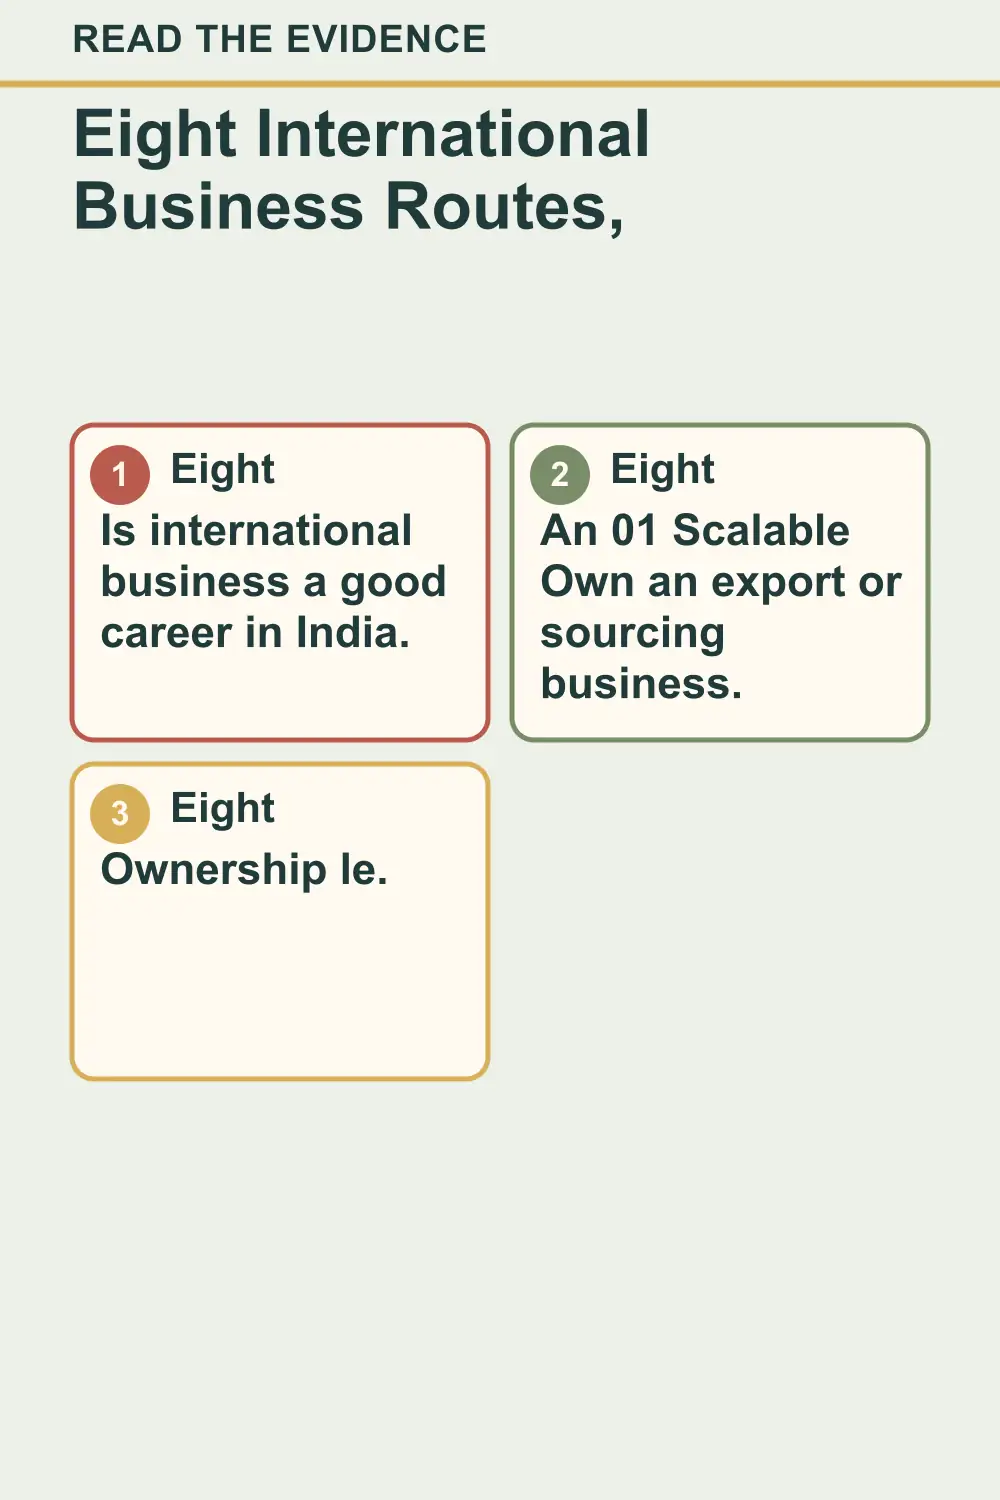 READ THE EVIDENCE
Eight International
Business Routes,
1 Eight
Is international
business a good
career in India.
2 Eight
An 01 Scalable
Own an export or
sourcing
business.
3 Eight
Ownership le.